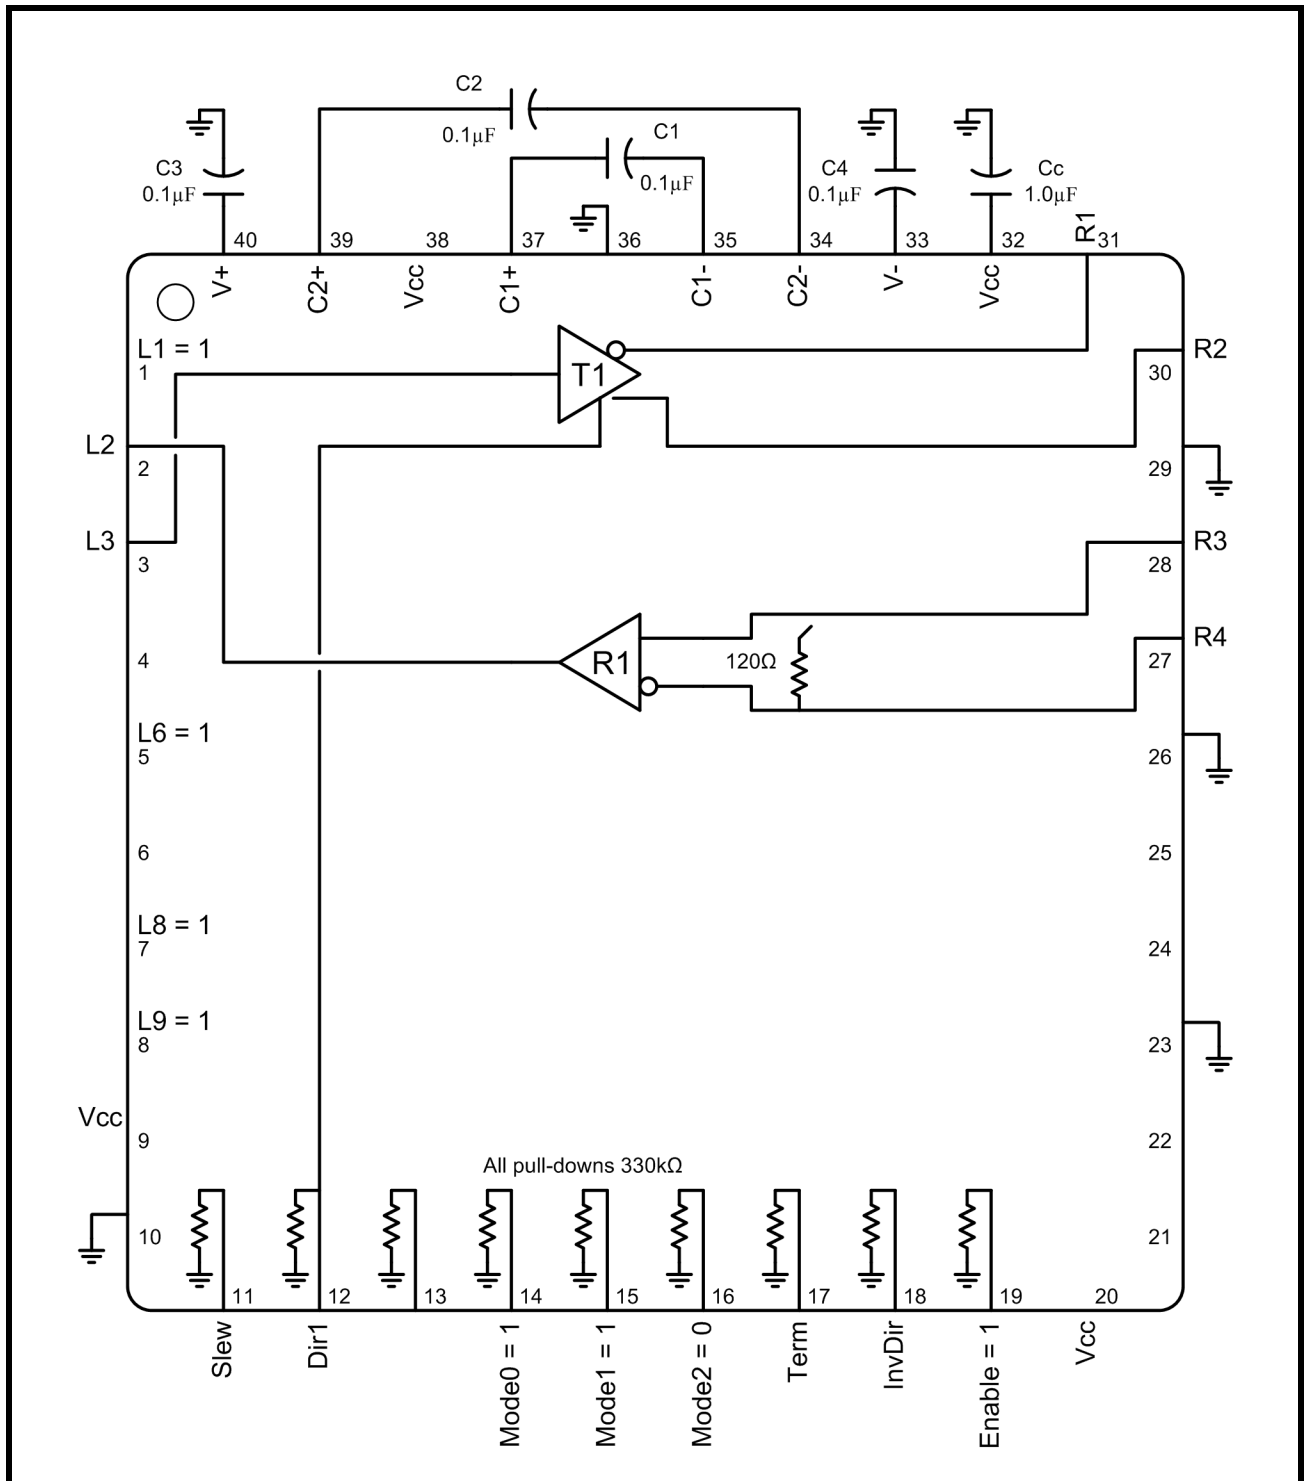 C2
0.1µF
C1
0.1µF
C3
0.1µF
C4
0.1µF
Cc
1.0µF
R1
40
39
38
37
36
35
34
33
32
31
V+
C2+
Vcc
C1+
C1-
C2-
V-
Vcc
L1 = 1
1
T1
R2
30
L2
2
29
L3
3
R3
28
4
R1
120Ω
R4
27
L6 = 1
5
26
6
25
L8 = 1
7
24
L9 = 1
8
23
Vcc
9
22
All pull-downs 330kΩ
10
21
11
12
13
14
15
16
17
18
19
20
Slew
Dir1
Mode0 = 1
Mode1 = 1
Mode2 = 0
Term
InvDir
Enable = 1
Vcc